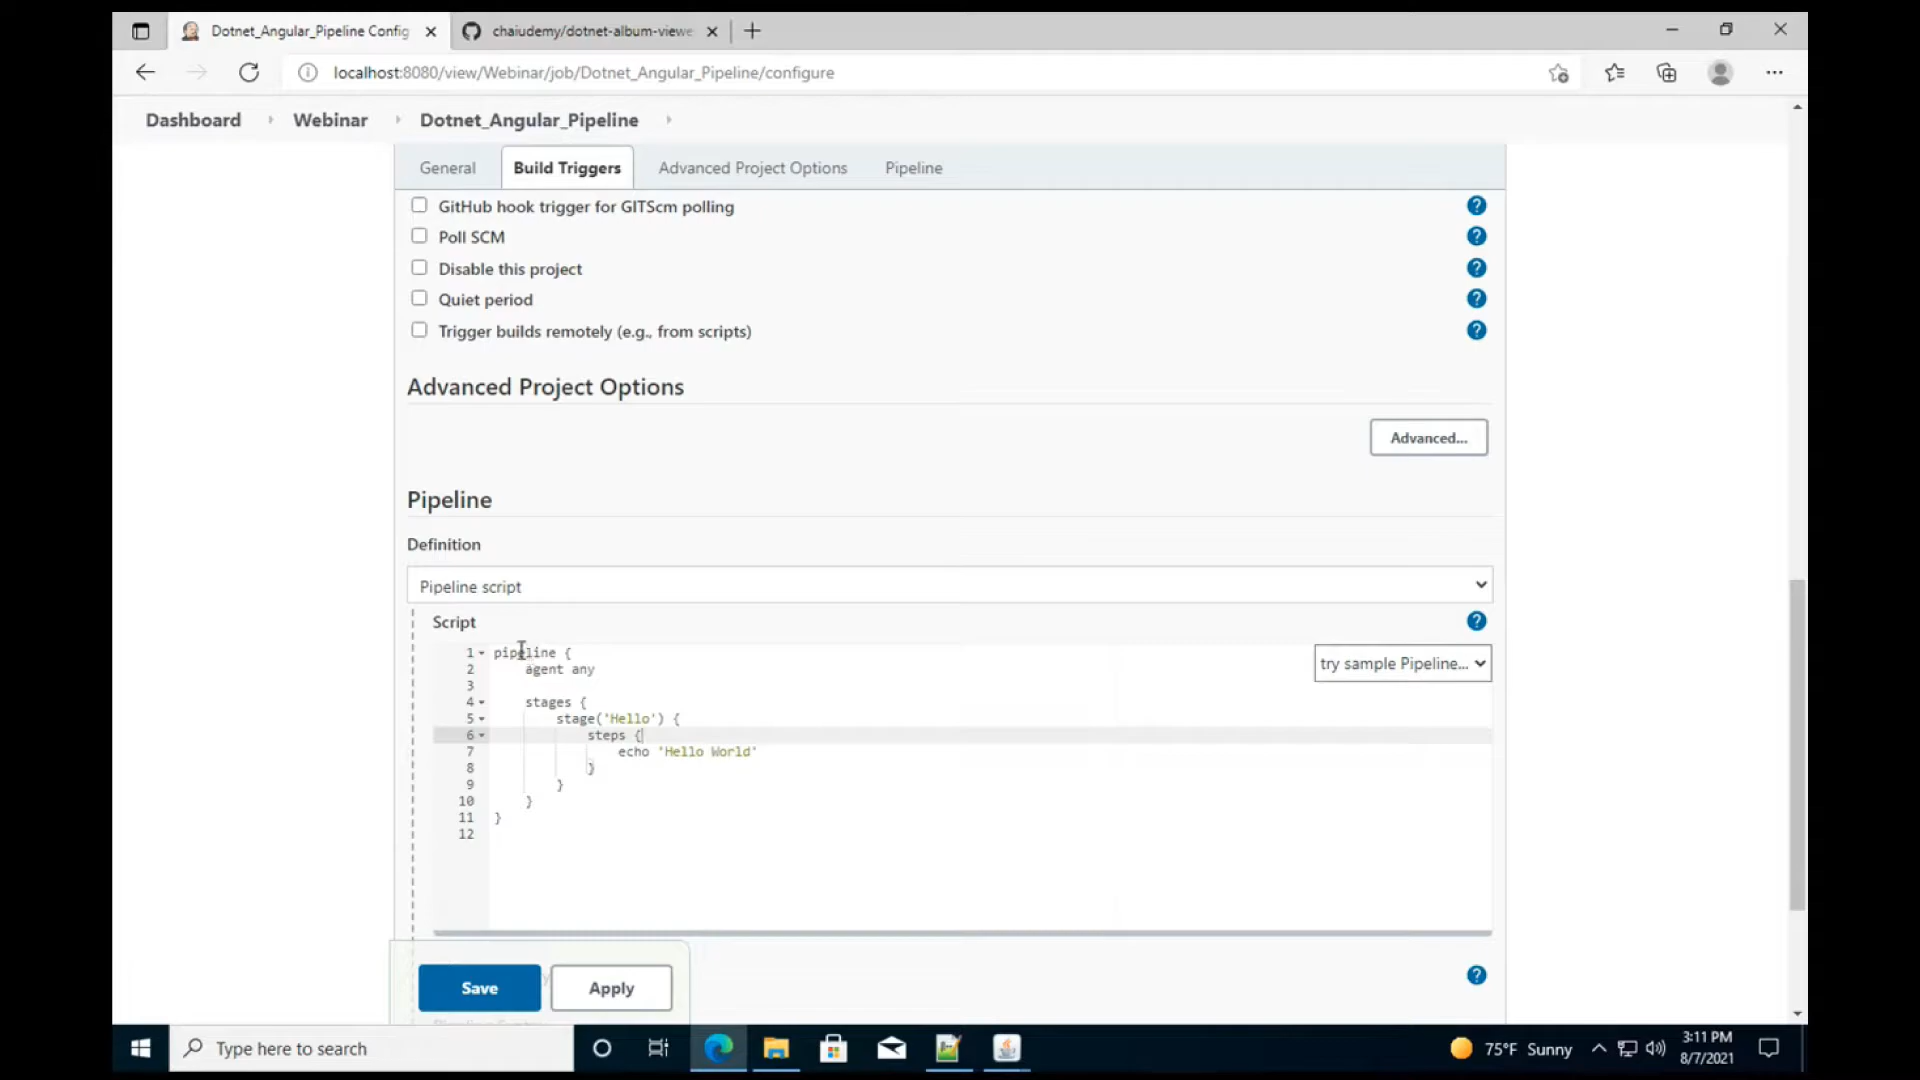 Dotnet_Angular_Pipeline Config
chaiudemy/dotnet-album-viewe
localhost:8080/view/Webinar/job/Dotnet_Angular_Pipeline/configure
Dashboard Webinar Dotnet_Angular_Pipeline
General Build Triggers Advanced Project Options Pipeline
GitHub hook trigger for GITScm polling
Poll SCM
Disable this project
Quiet period
Trigger builds remotely (e.g., from scripts)
Advanced Project Options
Advanced...
Pipeline
Definition
Pipeline script
Script
try sample Pipeline...
1 pipeline {
2 agent any
3
4 stages {
5 stage('Hello') {
6 steps {
7 echo 'Hello World'
8 }
9 }
10 }
11 }
12
Save Apply
Type here to search
75°F Sunny
3:11 PM
8/7/2021